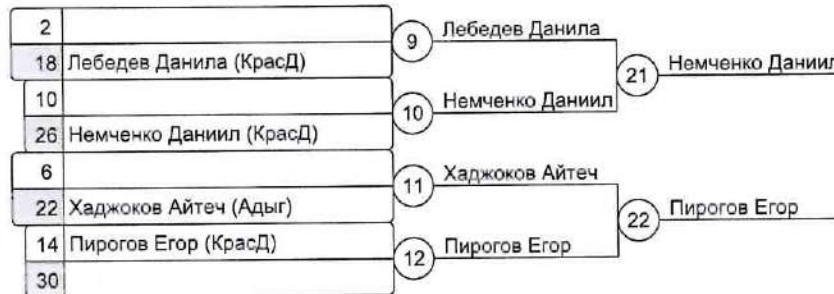 2
18 Лебедев Данила (КрасД)
9
Лебедев Данила
10
26 Немченко Даниил (КрасД)
10
Немченко Даниил
21
Немченко Даниил
6
22 Хаджоков Айтеч (Адыг)
11
Хаджоков Айтеч
14 Пирогов Егор (КрасД)
30
12
Пирогов Егор
22
Пирогов Егор